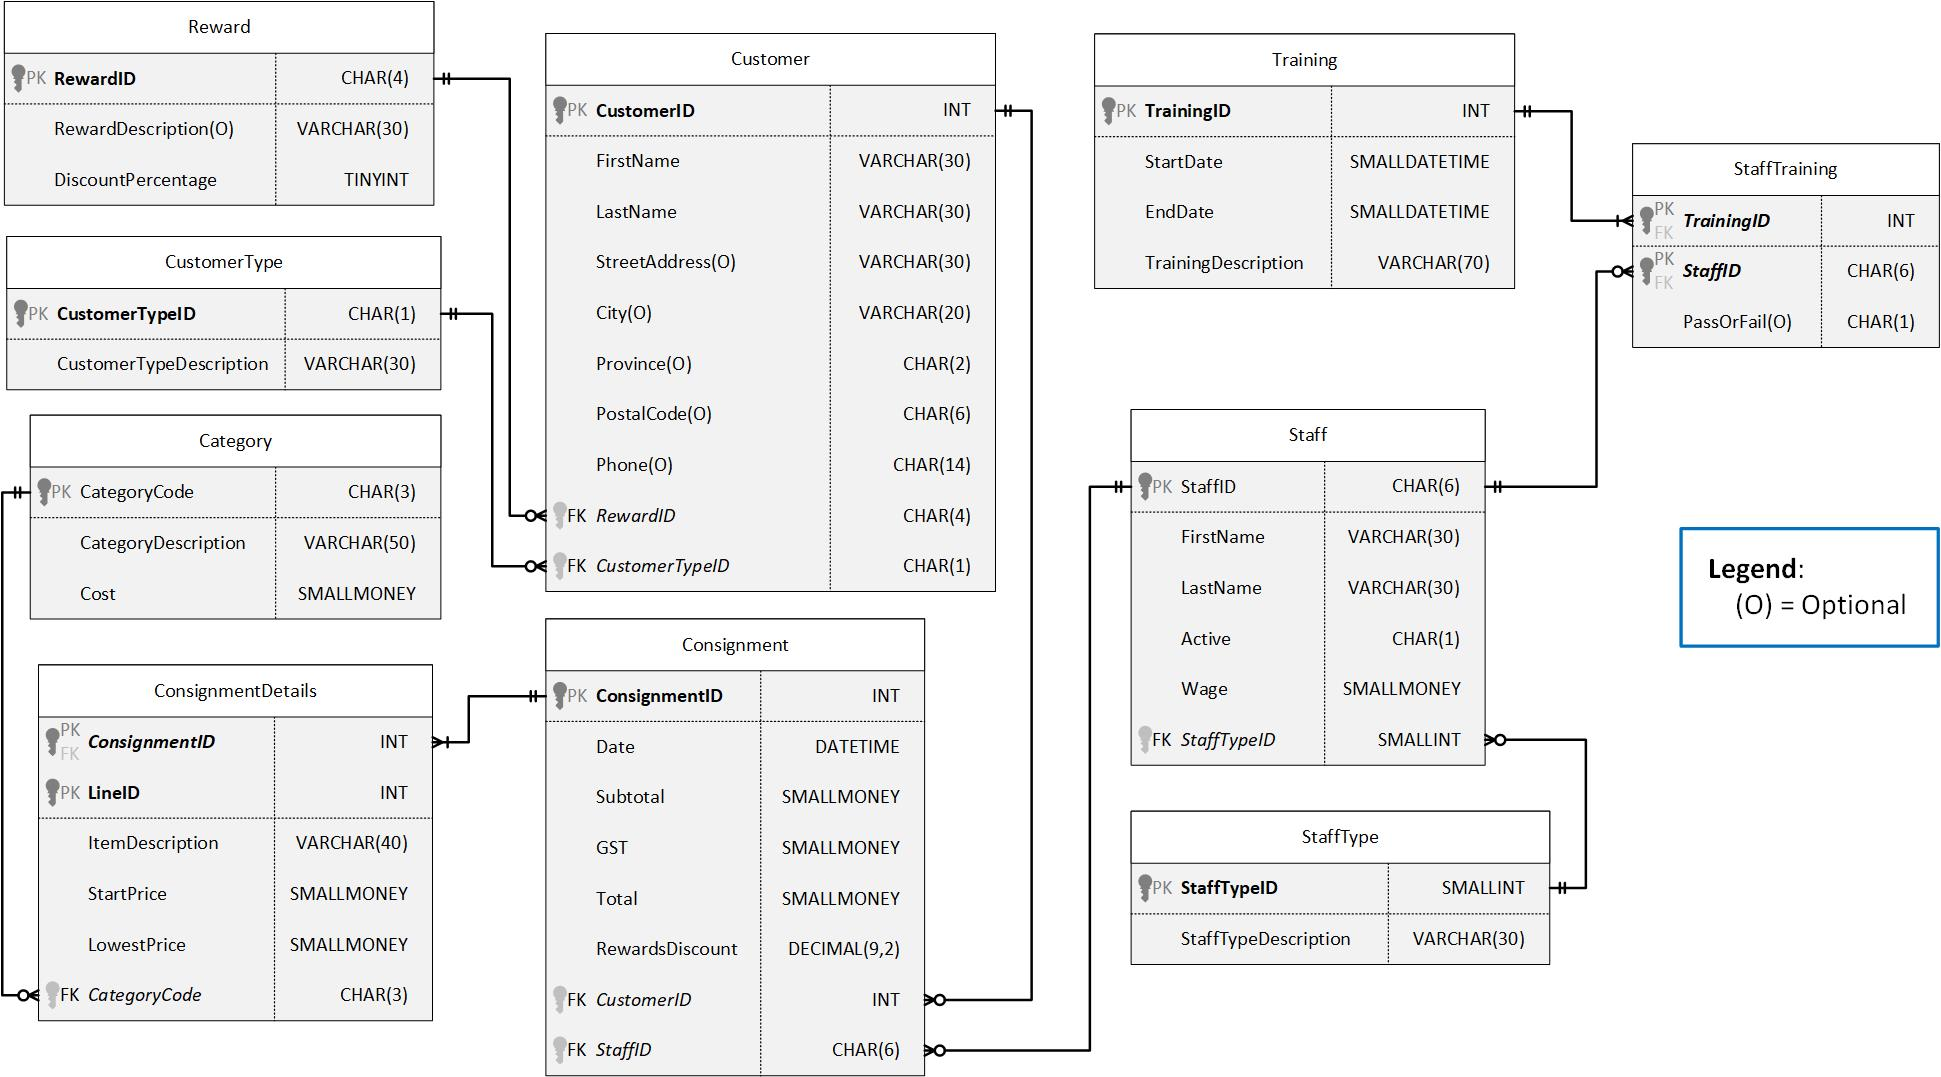 Reward
PK RewardID CHAR(4)
RewardDescription(O) VARCHAR(30)
DiscountPercentage TINYINT
CustomerType
PK CustomerTypeID CHAR(1)
CustomerTypeDescription VARCHAR(30)
Category
PK CategoryCode CHAR(3)
CategoryDescription VARCHAR(50)
Cost SMALLMONEY
ConsignmentDetails
PK
FK ConsignmentID INT
PK LineID INT
ItemDescription VARCHAR(40)
StartPrice SMALLMONEY
LowestPrice SMALLMONEY
FK CategoryCode CHAR(3)
Customer
PK CustomerID INT
FirstName VARCHAR(30)
LastName VARCHAR(30)
StreetAddress(O) VARCHAR(30)
City(O) VARCHAR(20)
Province(O) CHAR(2)
PostalCode(O) CHAR(6)
Phone(O) CHAR(14)
FK RewardID CHAR(4)
FK CustomerTypeID CHAR(1)
Consignment
PK ConsignmentID INT
Date DATETIME
Subtotal SMALLMONEY
GST SMALLMONEY
Total SMALLMONEY
RewardsDiscount DECIMAL(9,2)
FK CustomerID INT
FK StaffID CHAR(6)
Training
PK TrainingID INT
StartDate SMALLDATETIME
EndDate SMALLDATETIME
TrainingDescription VARCHAR(70)
StaffTraining
PK
FK TrainingID INT
PK
FK StaffID CHAR(6)
PassOrFail(O) CHAR(1)
Staff
PK StaffID CHAR(6)
FirstName VARCHAR(30)
LastName VARCHAR(30)
Active CHAR(1)
Wage SMALLMONEY
FK StaffTypeID SMALLINT
StaffType
PK StaffTypeID SMALLINT
StaffTypeDescription VARCHAR(30)
Legend:
(O) = Optional